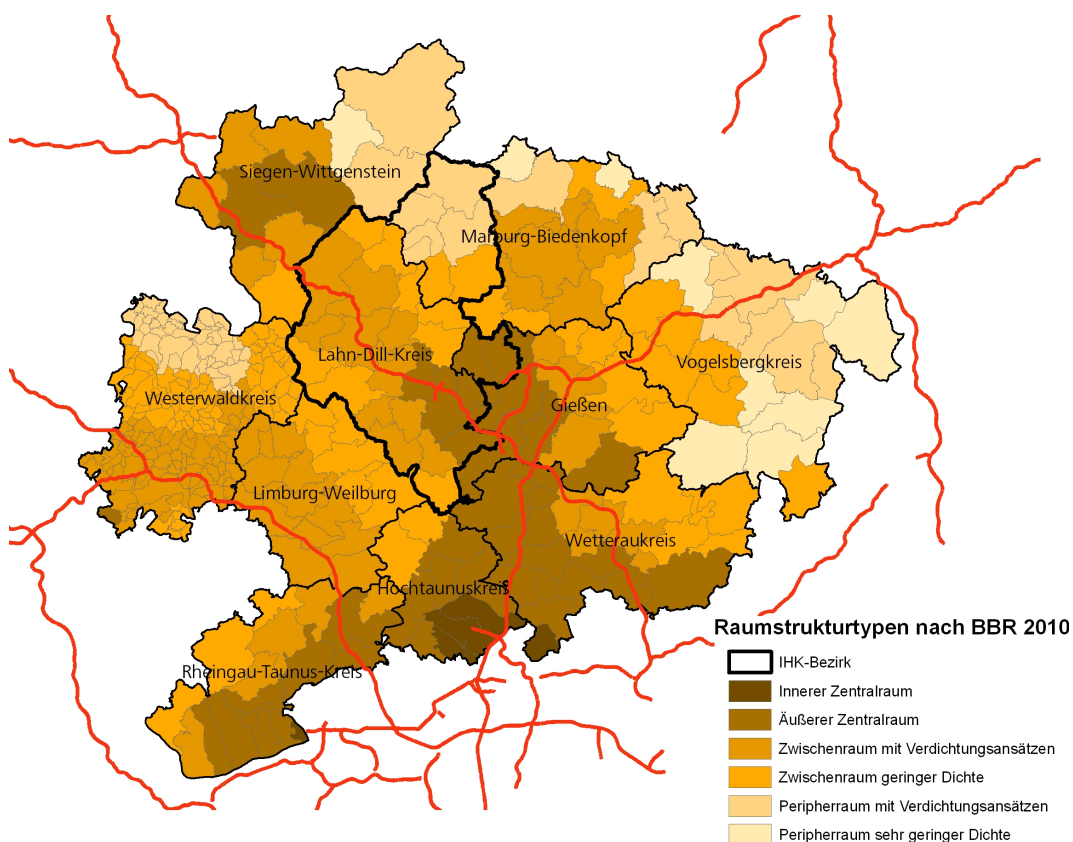 Siegen-Wittgenstein
Marburg-Biedenkopf
Lahn-Dill-Kreis
Vogelsbergkreis
Westerwaldkreis
Gießen
Limburg-Weilburg
Wetteraukreis
Hochtaunuskreis
Rheingau-Taunus-Kreis
Raumstrukturtypen nach BBR 2010
IHK-Bezirk
Innerer Zentralraum
Äußerer Zentralraum
Zwischenraum mit Verdichtungsansätzen
Zwischenraum geringer Dichte
Peripherraum mit Verdichtungsansätzen
Peripherraum sehr geringer Dichte